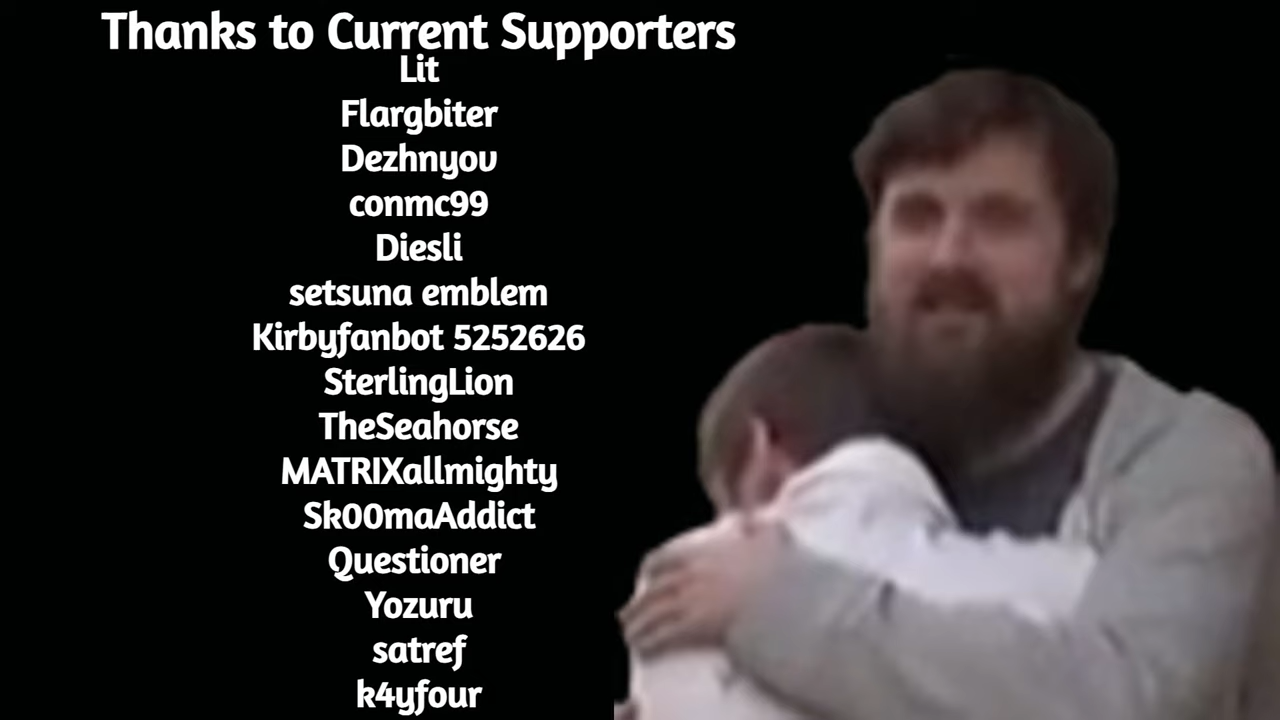 Thanks to Current Supporters
Lit
Flargbiter
Dezhnyov
conmc99
Diesli
setsuna emblem
Kirbyfanbot 5252626
SterlingLion
TheSeahorse
MATRIXallmighty
Sk00maAddict
Questioner
Yozuru
satref
k4yfour